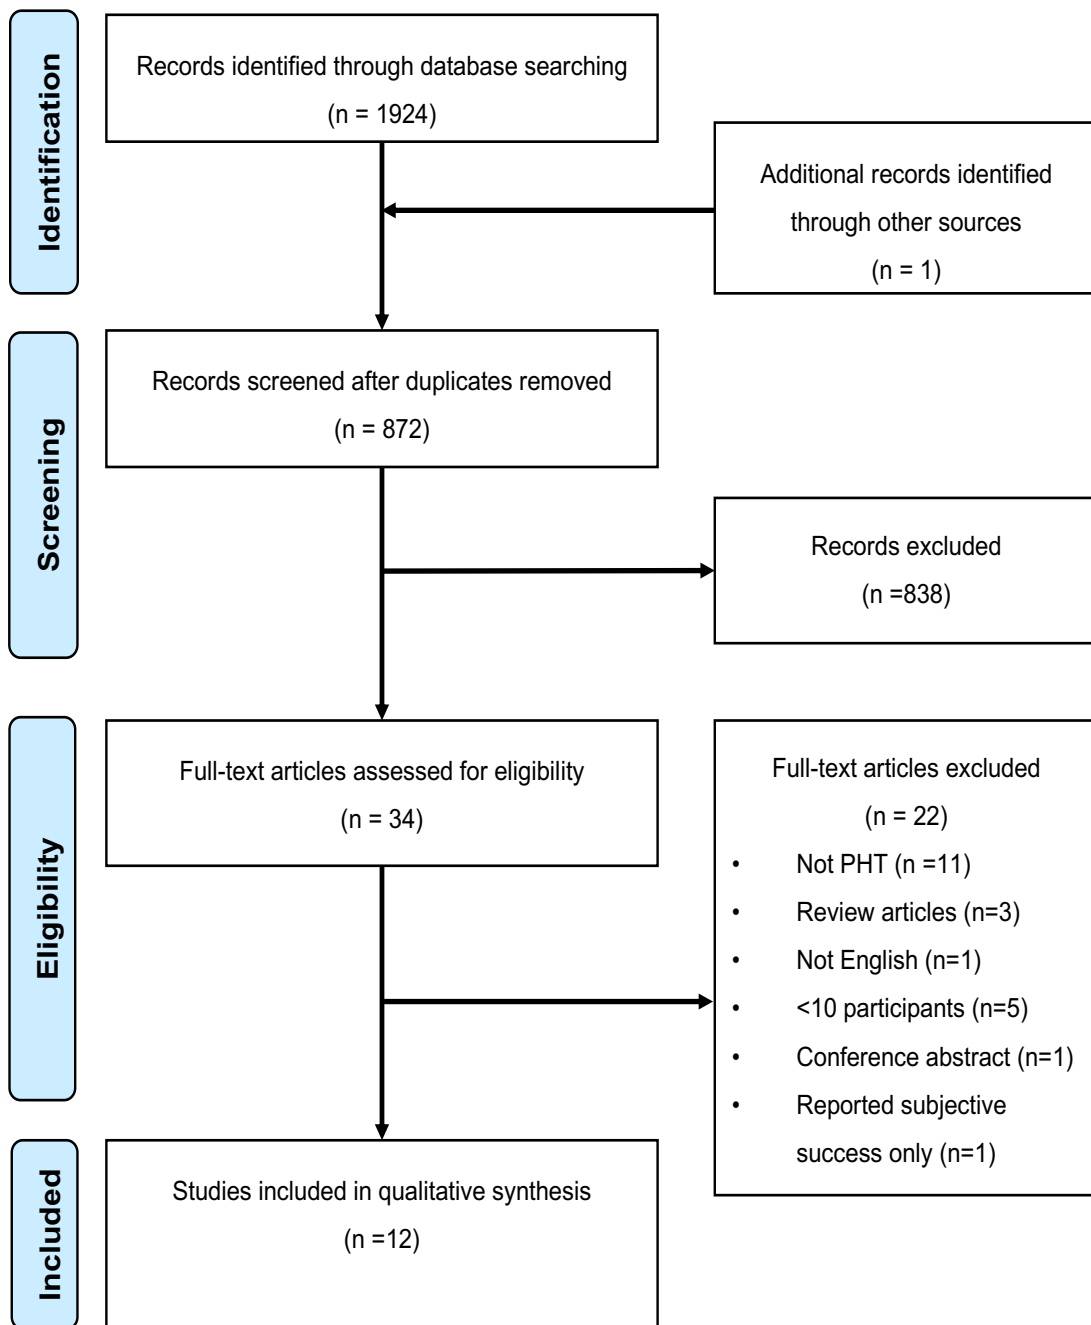 Identification
Records identified through database searching
(n = 1924)
Additional records identified
through other sources
(n = 1)
Screening
Records screened after duplicates removed
(n = 872)
Records excluded
(n =838)
Eligibility
Full-text articles assessed for eligibility
(n = 34)
Full-text articles excluded
(n = 22)
• Not PHT (n =11)
• Review articles (n=3)
• Not English (n=1)
• <10 participants (n=5)
• Conference abstract (n=1)
• Reported subjective
success only (n=1)
Included
Studies included in qualitative synthesis
(n =12)